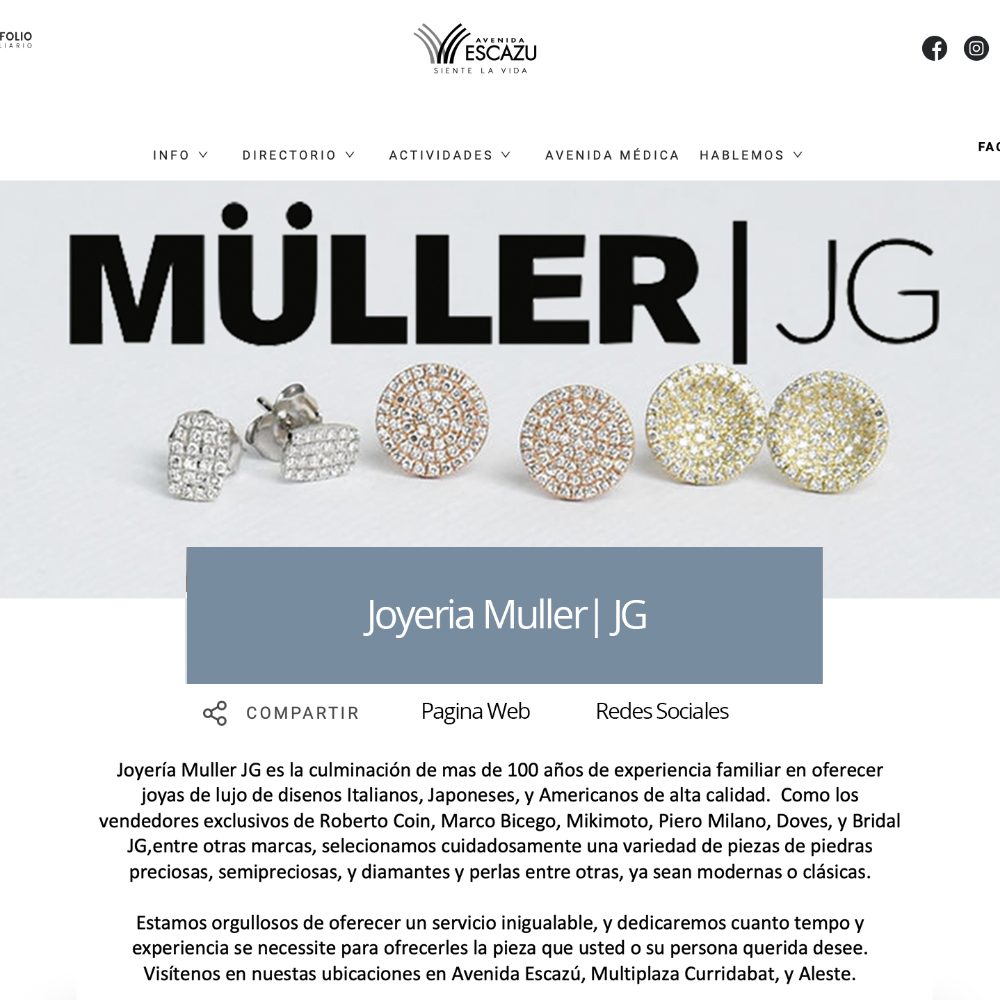 FOLIO
LIARIO
AVENIDA
ESCAZU
SIENTE LA VIDA
INFO DIRECTORIO ACTIVIDADES AVENIDA MÉDICA HABLEMOS FAC
MÜLLER|JG
Joyeria Muller| JG
COMPARTIR Pagina Web Redes Sociales
Joyería Muller JG es la culminación de mas de 100 años de experiencia familiar en oferecer
joyas de lujo de disenos Italianos, Japoneses, y Americanos de alta calidad.  Como los
vendedores exclusivos de Roberto Coin, Marco Bicego, Mikimoto, Piero Milano, Doves, y Bridal
JG,entre otras marcas, selecionamos cuidadosamente una variedad de piezas de piedras
preciosas, semipreciosas, y diamantes y perlas entre otras, ya sean modernas o clásicas.
Estamos orgullosos de oferecer un servicio inigualable, y dedicaremos cuanto tempo y
experiencia se necessite para ofrecerles la pieza que usted o su persona querida desee.
Visítenos en nuestas ubicaciones en Avenida Escazú, Multiplaza Curridabat, y Aleste.